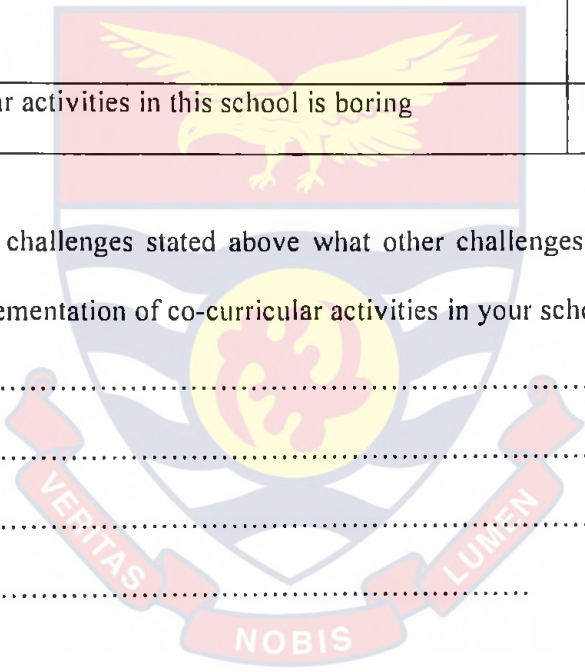 activities in this school is boring
challenges stated above what other challenges
ementation of co-curricular activities in your sch
........................................................................
........................................................................
........................................................................
................................................................
VERITAS
NOBIS
LUMEN